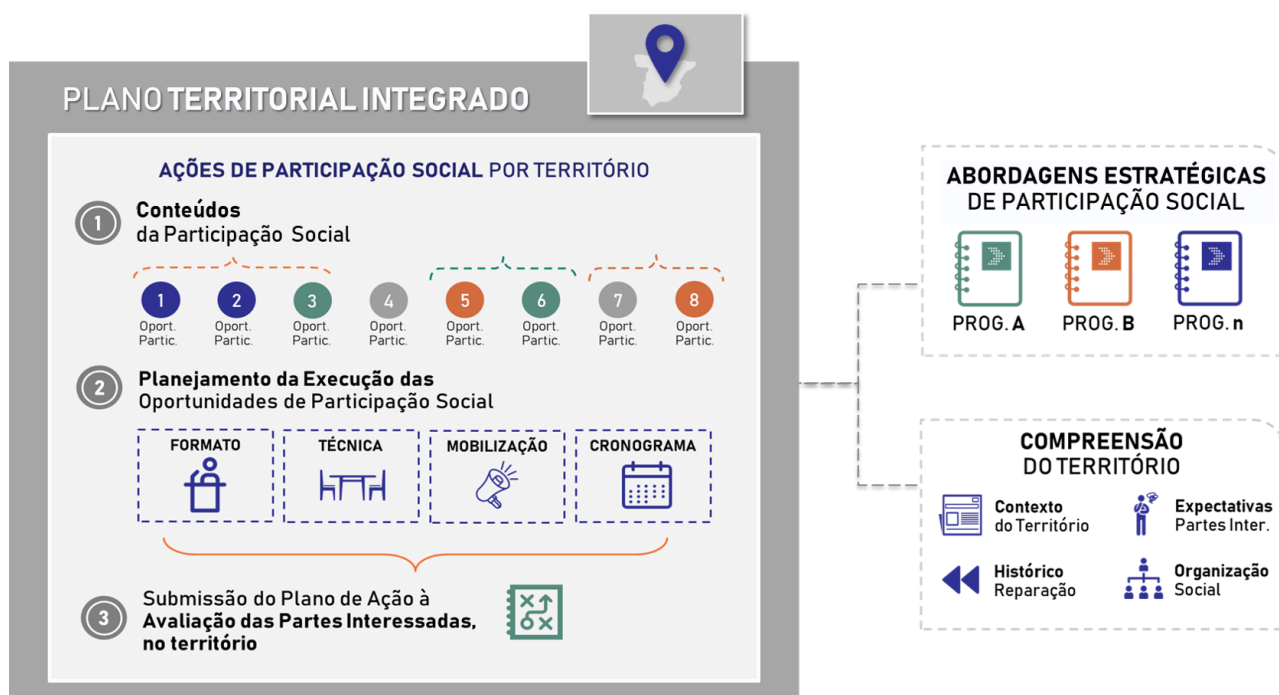 PLANO TERRITORIAL INTEGRADO
AÇÕES DE PARTICIPAÇÃO SOCIAL POR TERRITÓRIO
1
Conteúdos
da Participação Social
1 2 3 4 5 6 7 8
Oport. Oport. Oport. Oport. Oport. Oport. Oport. Oport.
Partic. Partic. Partic. Partic. Partic. Partic. Partic. Partic.
2
Planejamento da Execução das
Oportunidades de Participação Social
FORMATO TÉCNICA MOBILIZAÇÃO CRONOGRAMA
3
Submissão do Plano de Ação à
Avaliação das Partes Interessadas,
no território
ABORDAGENS ESTRATÉGICAS
DE PARTICIPAÇÃO SOCIAL
PROG. A PROG. B PROG. n
COMPREENSÃO
DO TERRITÓRIO
Contexto
do Território
Expectativas
Partes Inter.
Histórico
Reparação
Organização
Social